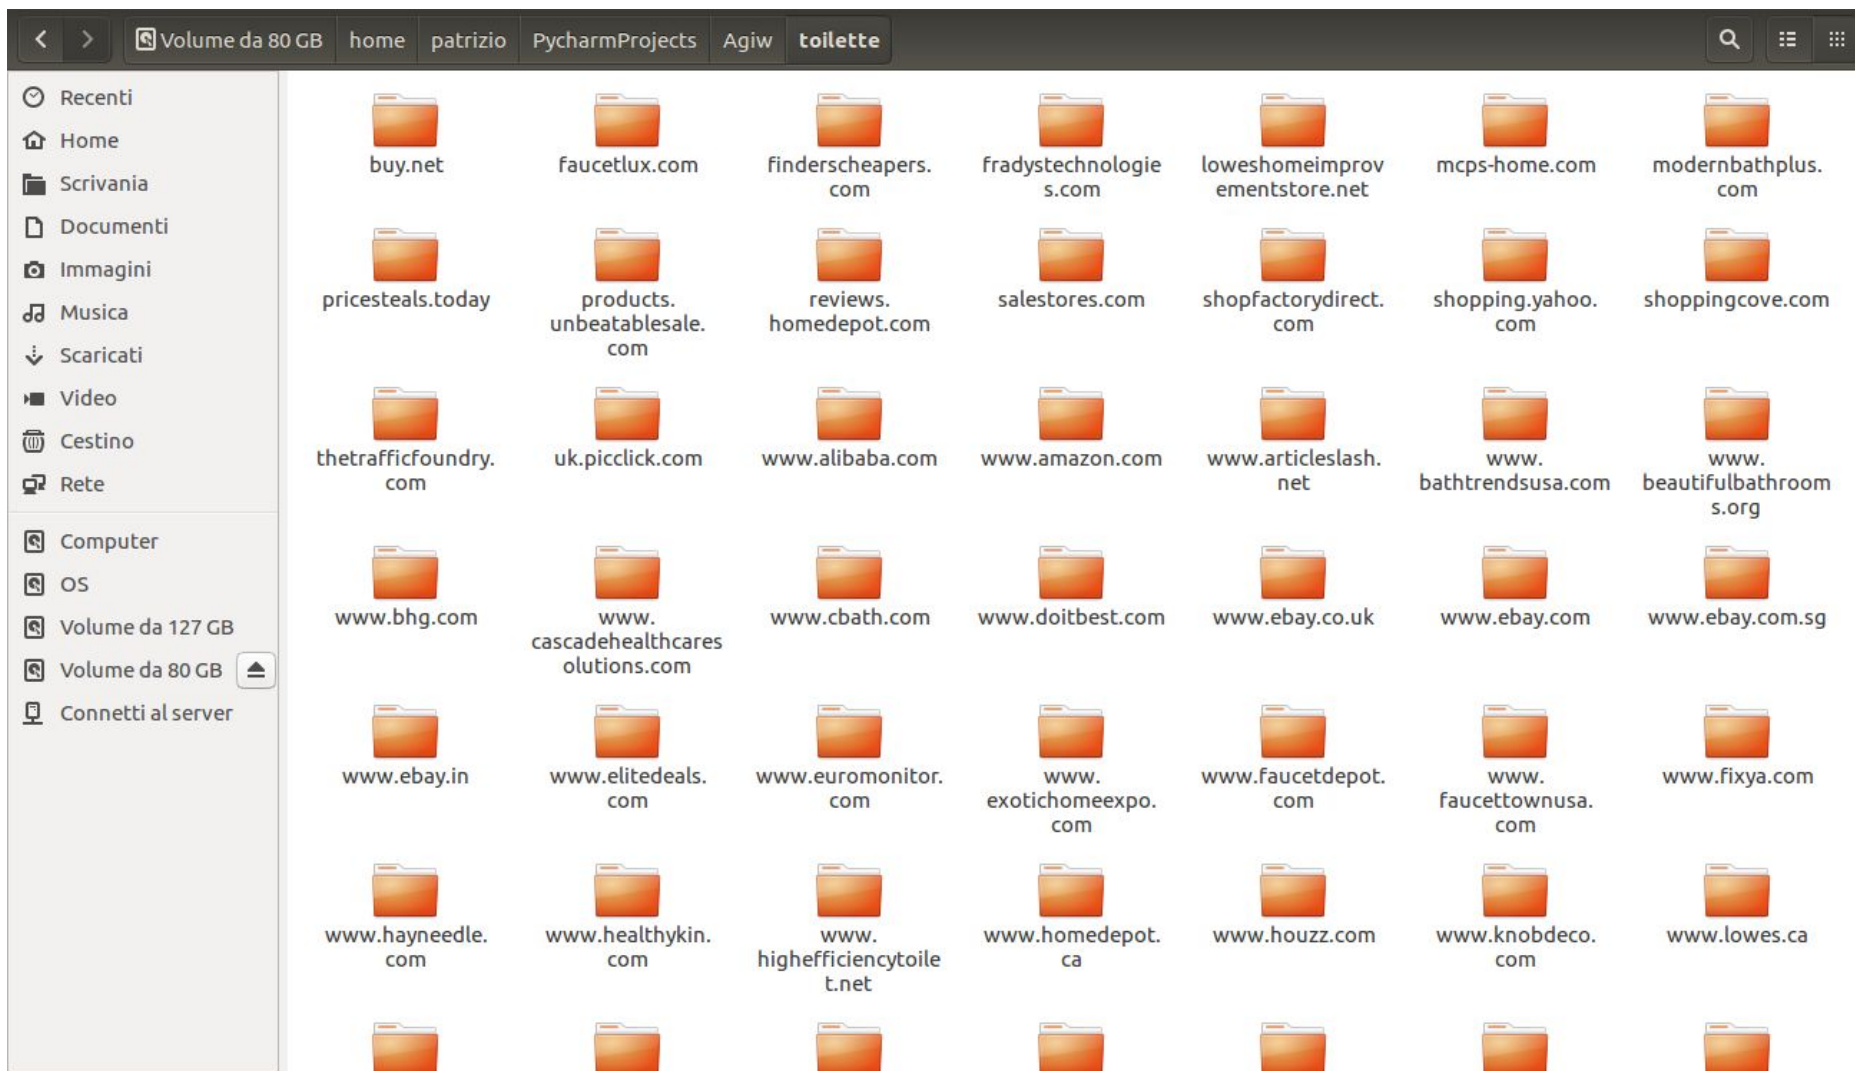 Volume da 80 GB home patrizio PycharmProjects Agiw toilette
Recenti
Home
Scrivania
Documenti
Immagini
Musica
Scaricati
Video
Cestino
Rete
Computer
OS
Volume da 127 GB
Volume da 80 GB
Connetti al server
buy.net
faucetlux.com
finderscheapers.
com
fradystechnologie
s.com
loweshomeimprov
ementstore.net
mcps-home.com
modernbathplus.
com
pricesteals.today
products.
unbeatablesale.
com
reviews.
homedepot.com
salestores.com
shopfactorydirect.
com
shopping.yahoo.
com
shoppingcove.com
thetrafficfoundry.
com
uk.picclick.com
www.alibaba.com
www.amazon.com
www.articleslash.
net
www.
bathtrendsusa.com
www.
beautifulbathroom
s.org
www.bhg.com
www.
cascadehealthcares
olutions.com
www.cbath.com
www.doitbest.com
www.ebay.co.uk
www.ebay.com
www.ebay.com.sg
www.ebay.in
www.elitedeals.
com
www.euromonitor.
com
www.
exotichomeexpo.
com
www.faucetdepot.
com
www.
faucettownusa.
com
www.fixya.com
www.hayneedle.
com
www.healthykin.
com
www.
highefficiencytoile
t.net
www.homedepot.
ca
www.houzz.com
www.knobdeco.
com
www.lowes.ca